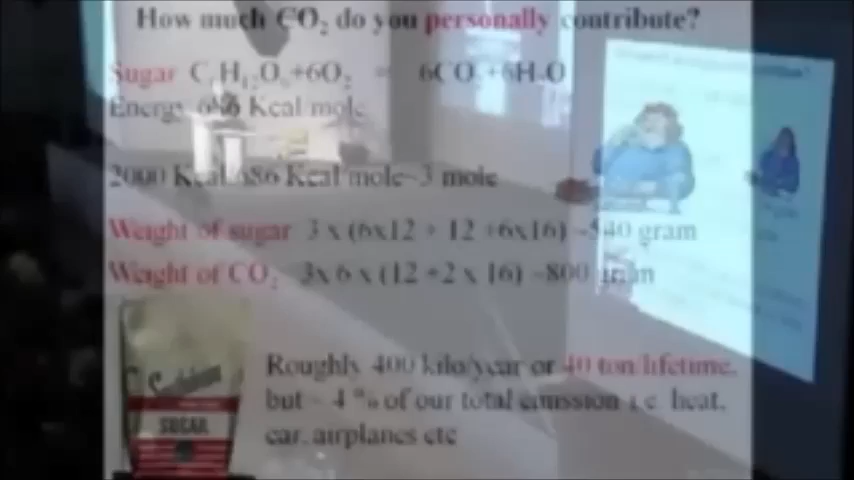 How much CO₂ do you personally contribute?
Sugar C₆H₁₂O₆+6O₂ = 6CO₂+6H₂O
Energy 686 Kcal mole
2000 Kcal/686 Kcal mole~3 mole
Weight of sugar 3 x (6x12 + 12 +6x16) ~540 gram
Weight of CO₂ 3x 6 x (12 +2 x 16) ~800 gram
Roughly 400 kilo/year or 40 ton/lifetime,
but ~ 4 % of our total emission i.e. heat,
car, airplanes etc
SUGAR